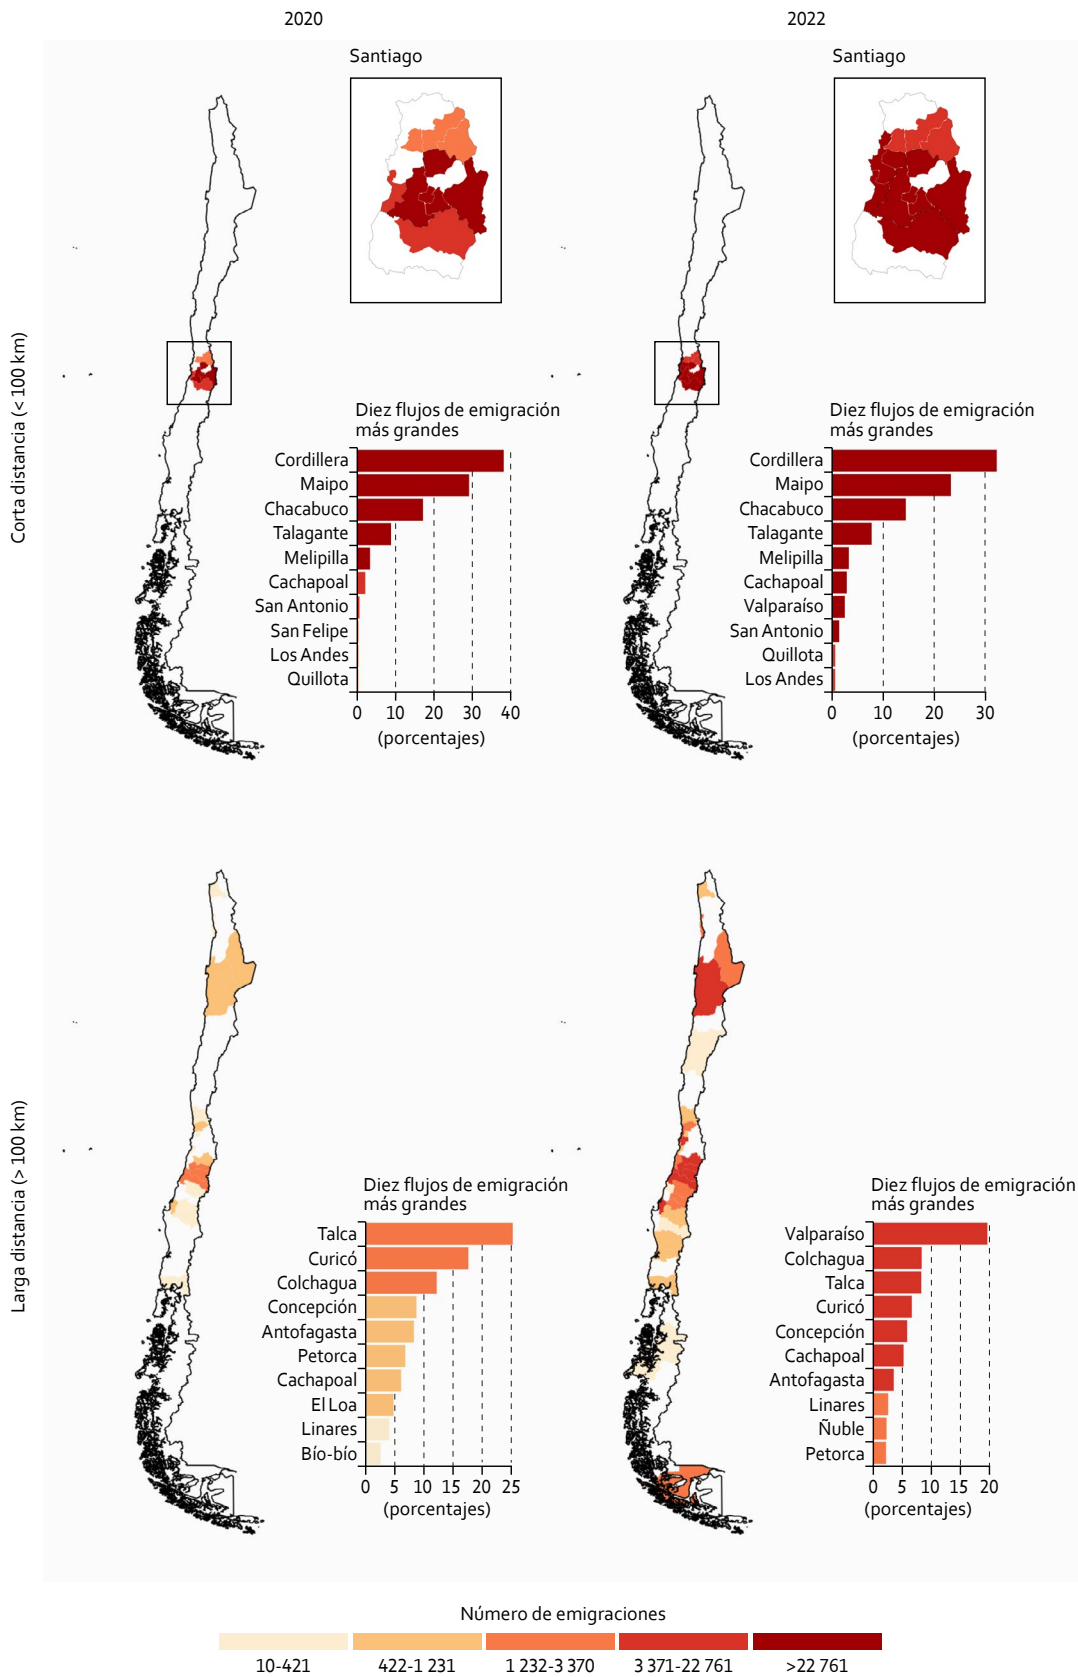 2020
2022
Corta distancia (< 100 km)
Santiago
Diez flujos de emigración
más grandes
Cordillera
Maipo
Chacabuco
Talagante
Melipilla
Cachapoal
San Antonio
San Felipe
Los Andes
Quillota
0 10 20 30 40
(porcentajes)
Santiago
Diez flujos de emigración
más grandes
Cordillera
Maipo
Chacabuco
Talagante
Melipilla
Cachapoal
Valparaíso
San Antonio
Quillota
Los Andes
0 10 20 30
(porcentajes)
Larga distancia (> 100 km)
Diez flujos de emigración
más grandes
Talca
Curicó
Colchagua
Concepción
Antofagasta
Petorca
Cachapoal
El Loa
Linares
Bío-bío
0 5 10 15 20 25
(porcentajes)
Diez flujos de emigración
más grandes
Valparaíso
Colchagua
Talca
Curicó
Concepción
Cachapoal
Antofagasta
Linares
Ñuble
Petorca
0 5 10 15 20
(porcentajes)
Número de emigraciones
10-421 422-1 231 1 232-3 370 3 371-22 761 >22 761